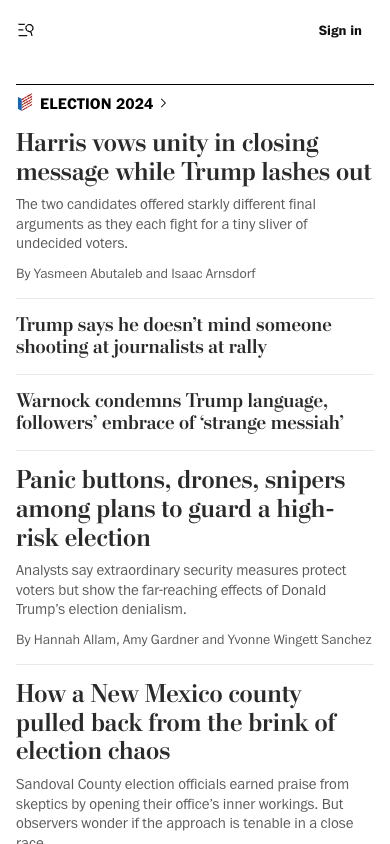 Sign in
ELECTION 2024
Harris vows unity in closing
message while Trump lashes out
The two candidates offered starkly different final
arguments as they each fight for a tiny sliver of
undecided voters.
By Yasmeen Abutaleb and Isaac Arnsdorf
Trump says he doesn’t mind someone
shooting at journalists at rally
Warnock condemns Trump language,
followers’ embrace of ‘strange messiah’
Panic buttons, drones, snipers
among plans to guard a high-
risk election
Analysts say extraordinary security measures protect
voters but show the far-reaching effects of Donald
Trump’s election denialism.
By Hannah Allam, Amy Gardner and Yvonne Wingett Sanchez
How a New Mexico county
pulled back from the brink of
election chaos
Sandoval County election officials earned praise from
skeptics by opening their office’s inner workings. But
observers wonder if the approach is tenable in a close
race.